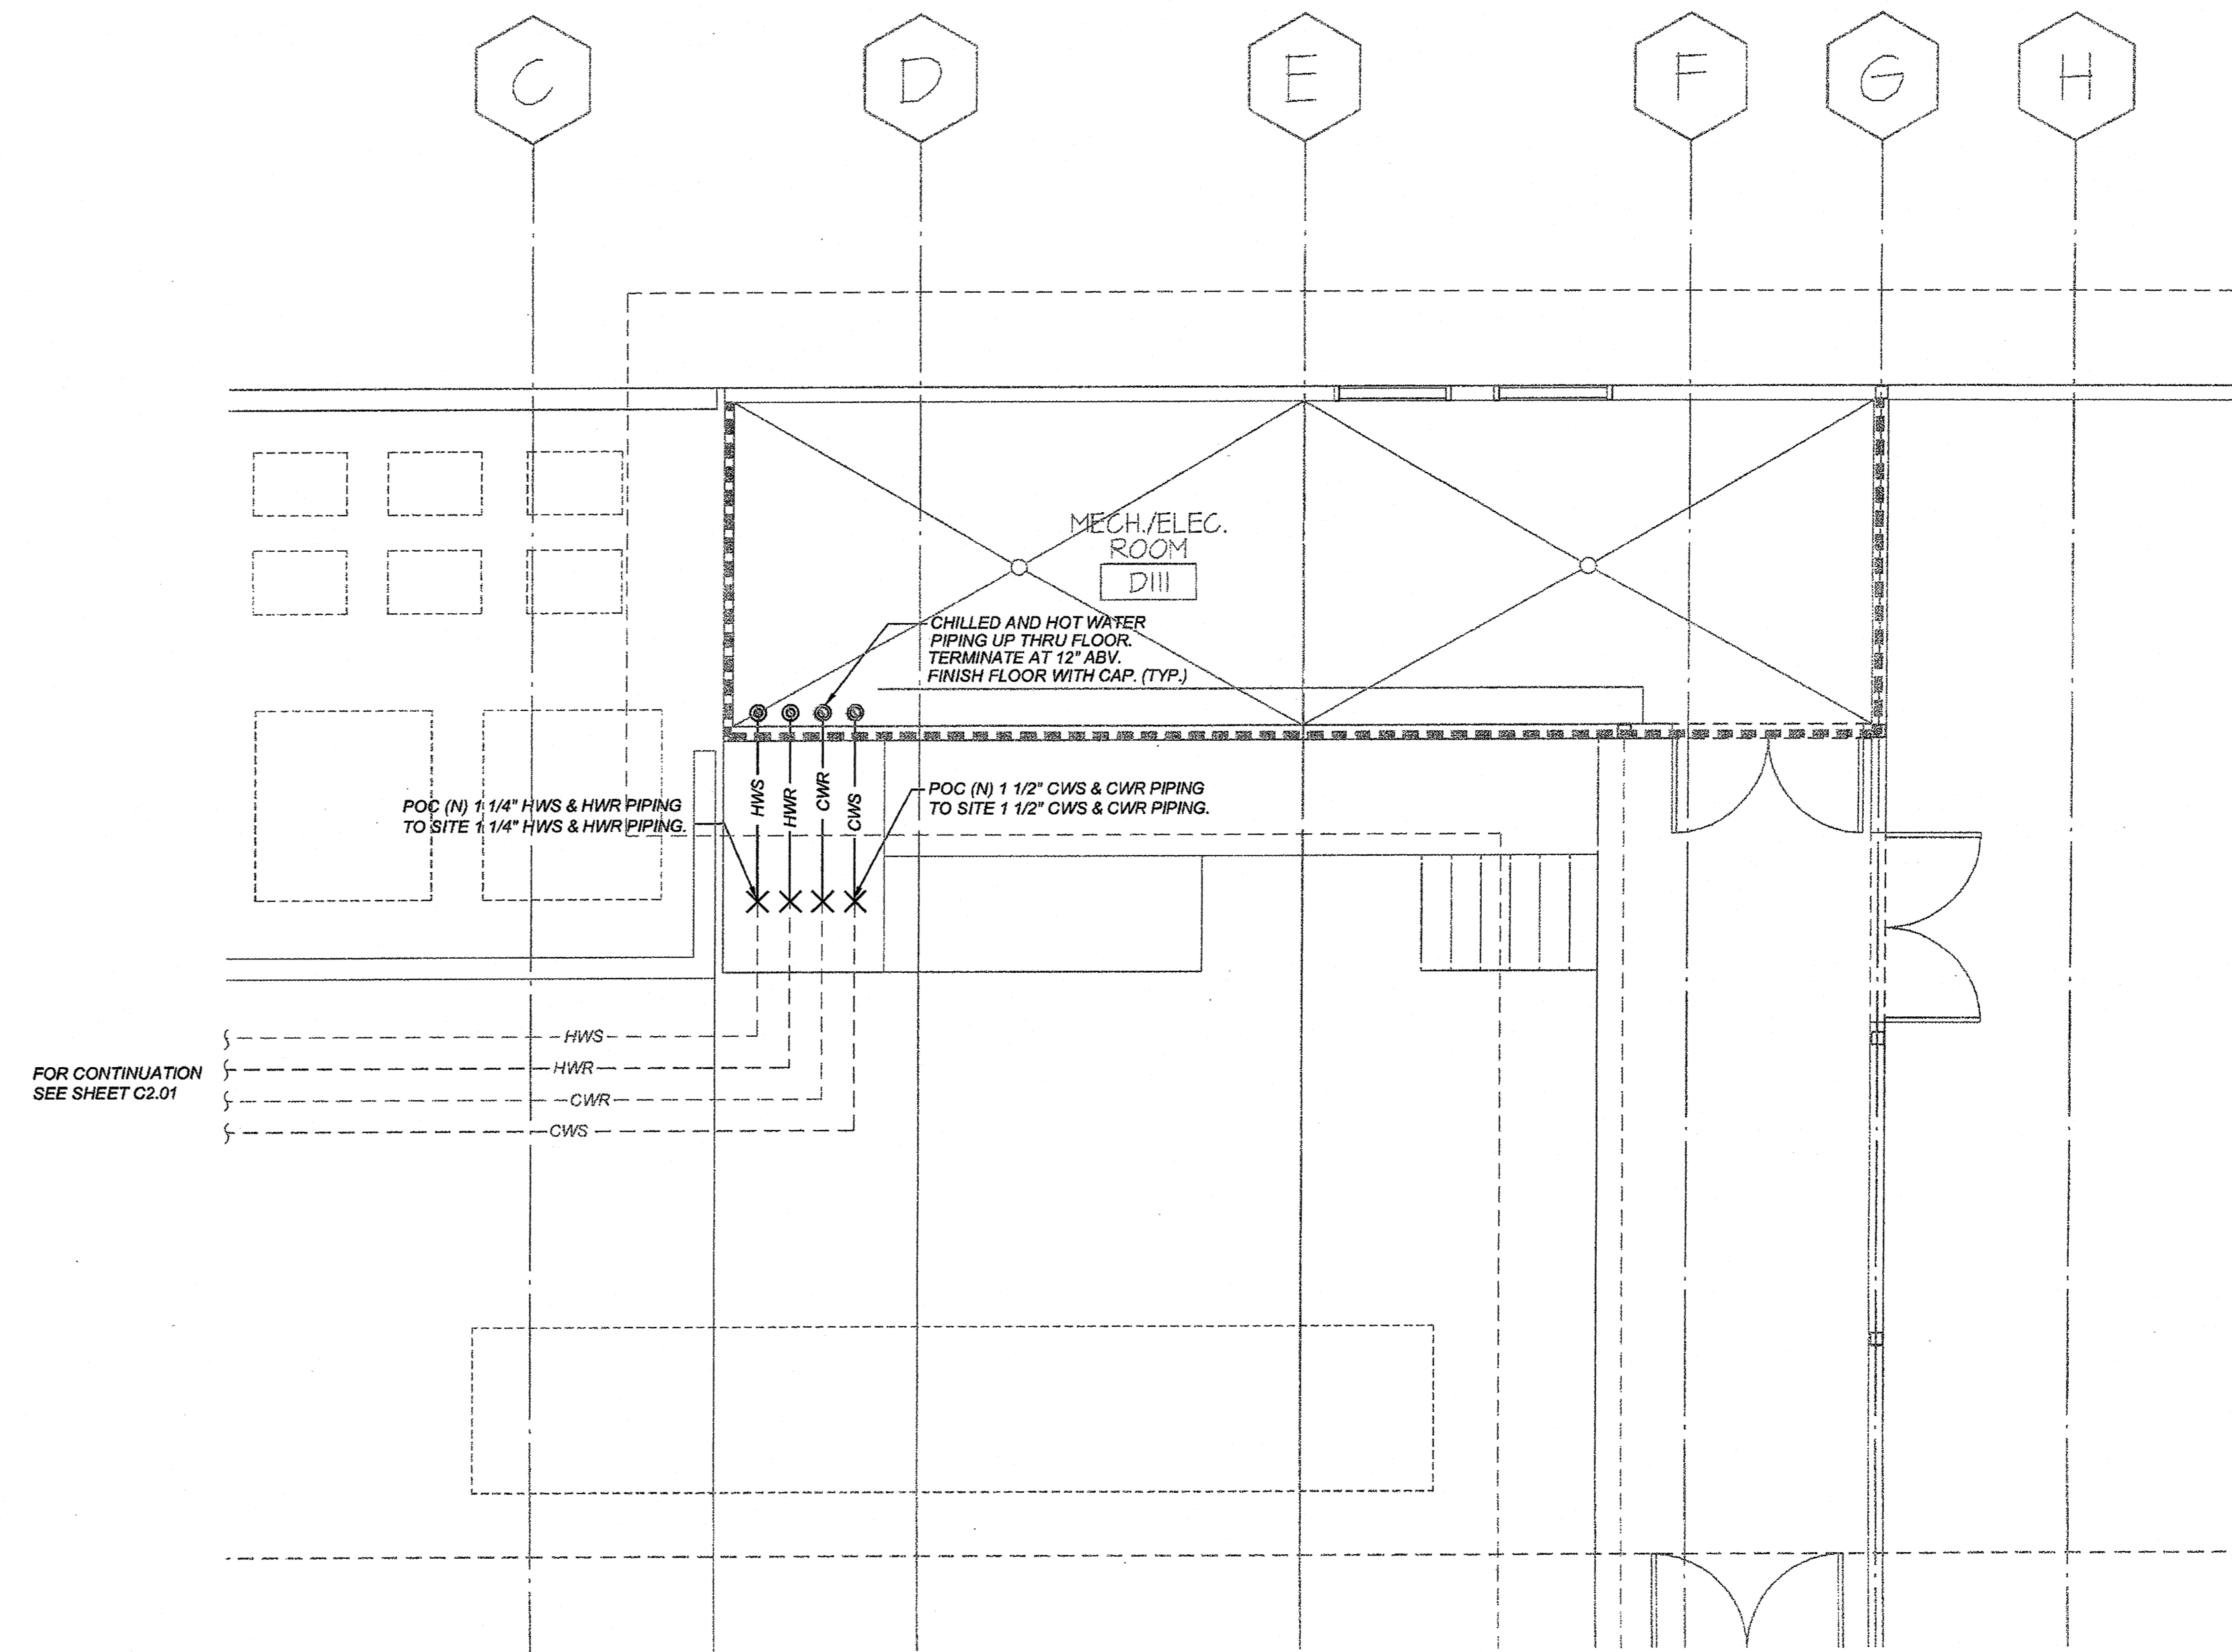 C
D
E
F
G
H
MECH./ELEC.
ROOM
D111
CHILLED AND HOT WATER
PIPING UP THRU FLOOR.
TERMINATE AT 12" ABV.
FINISH FLOOR WITH CAP. (TYP.)
HWS
HWR
CWR
CWS
POC (N) 1 1/4" HWS & HWR PIPING
TO SITE 1 1/4" HWS & HWR PIPING.
POC (N) 1 1/2" CWS & CWR PIPING
TO SITE 1 1/2" CWS & CWR PIPING.
HWS
HWR
CWR
CWS
FOR CONTINUATION
SEE SHEET C2.01